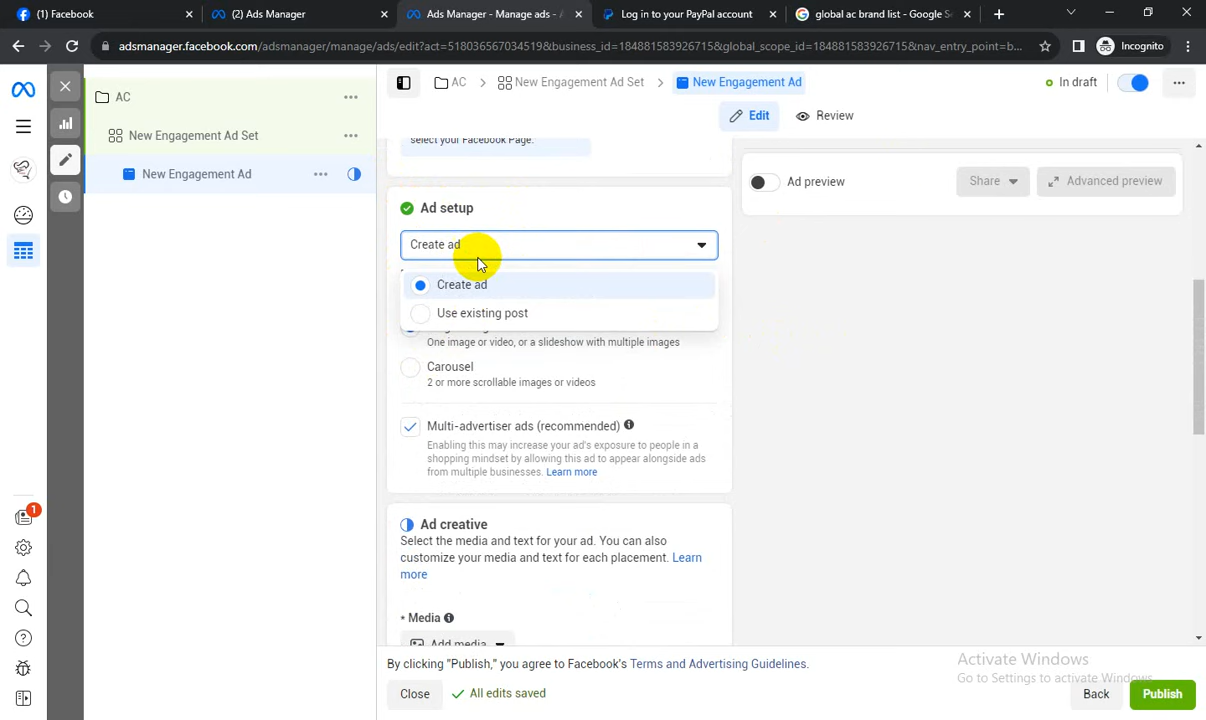 (1) Facebook
(2) Ads Manager
Ads Manager - Manage ads - A
Log in to your PayPal account
global ac brand list - Google S
adsmanager.facebook.com/adsmanager/manage/ads/edit?act=518036567034519&business_id=184881583926715&global_scope_id=184881583926715&nav_entry_point=b...
Incognito
AC
New Engagement Ad Set
New Engagement Ad
AC
New Engagement Ad Set
New Engagement Ad
In draft
Edit
Review
select your Facebook Page.
Ad preview
Share
Advanced preview
Ad setup
Create ad
Create ad
Use existing post
One image or video, or a slideshow with multiple images
Carousel
2 or more scrollable images or videos
Multi-advertiser ads (recommended)
Enabling this may increase your ad's exposure to people in a
shopping mindset by allowing this ad to appear alongside ads
from multiple businesses. Learn more
Ad creative
Select the media and text for your ad. You can also
customize your media and text for each placement. Learn
more
* Media
Add media
1
By clicking "Publish," you agree to Facebook's Terms and Advertising Guidelines.
Activate Windows
Go to Settings to activate Windows.
Close
All edits saved
Back
Publish